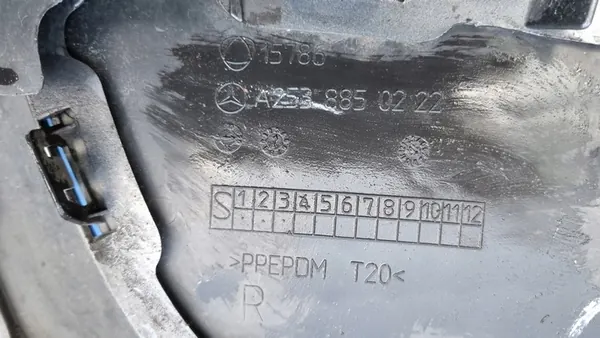 15786
A253 885 02 22
S 1 2 3 4 5 6 7 8 9 10 11 12
>PPEPDM T20<
R